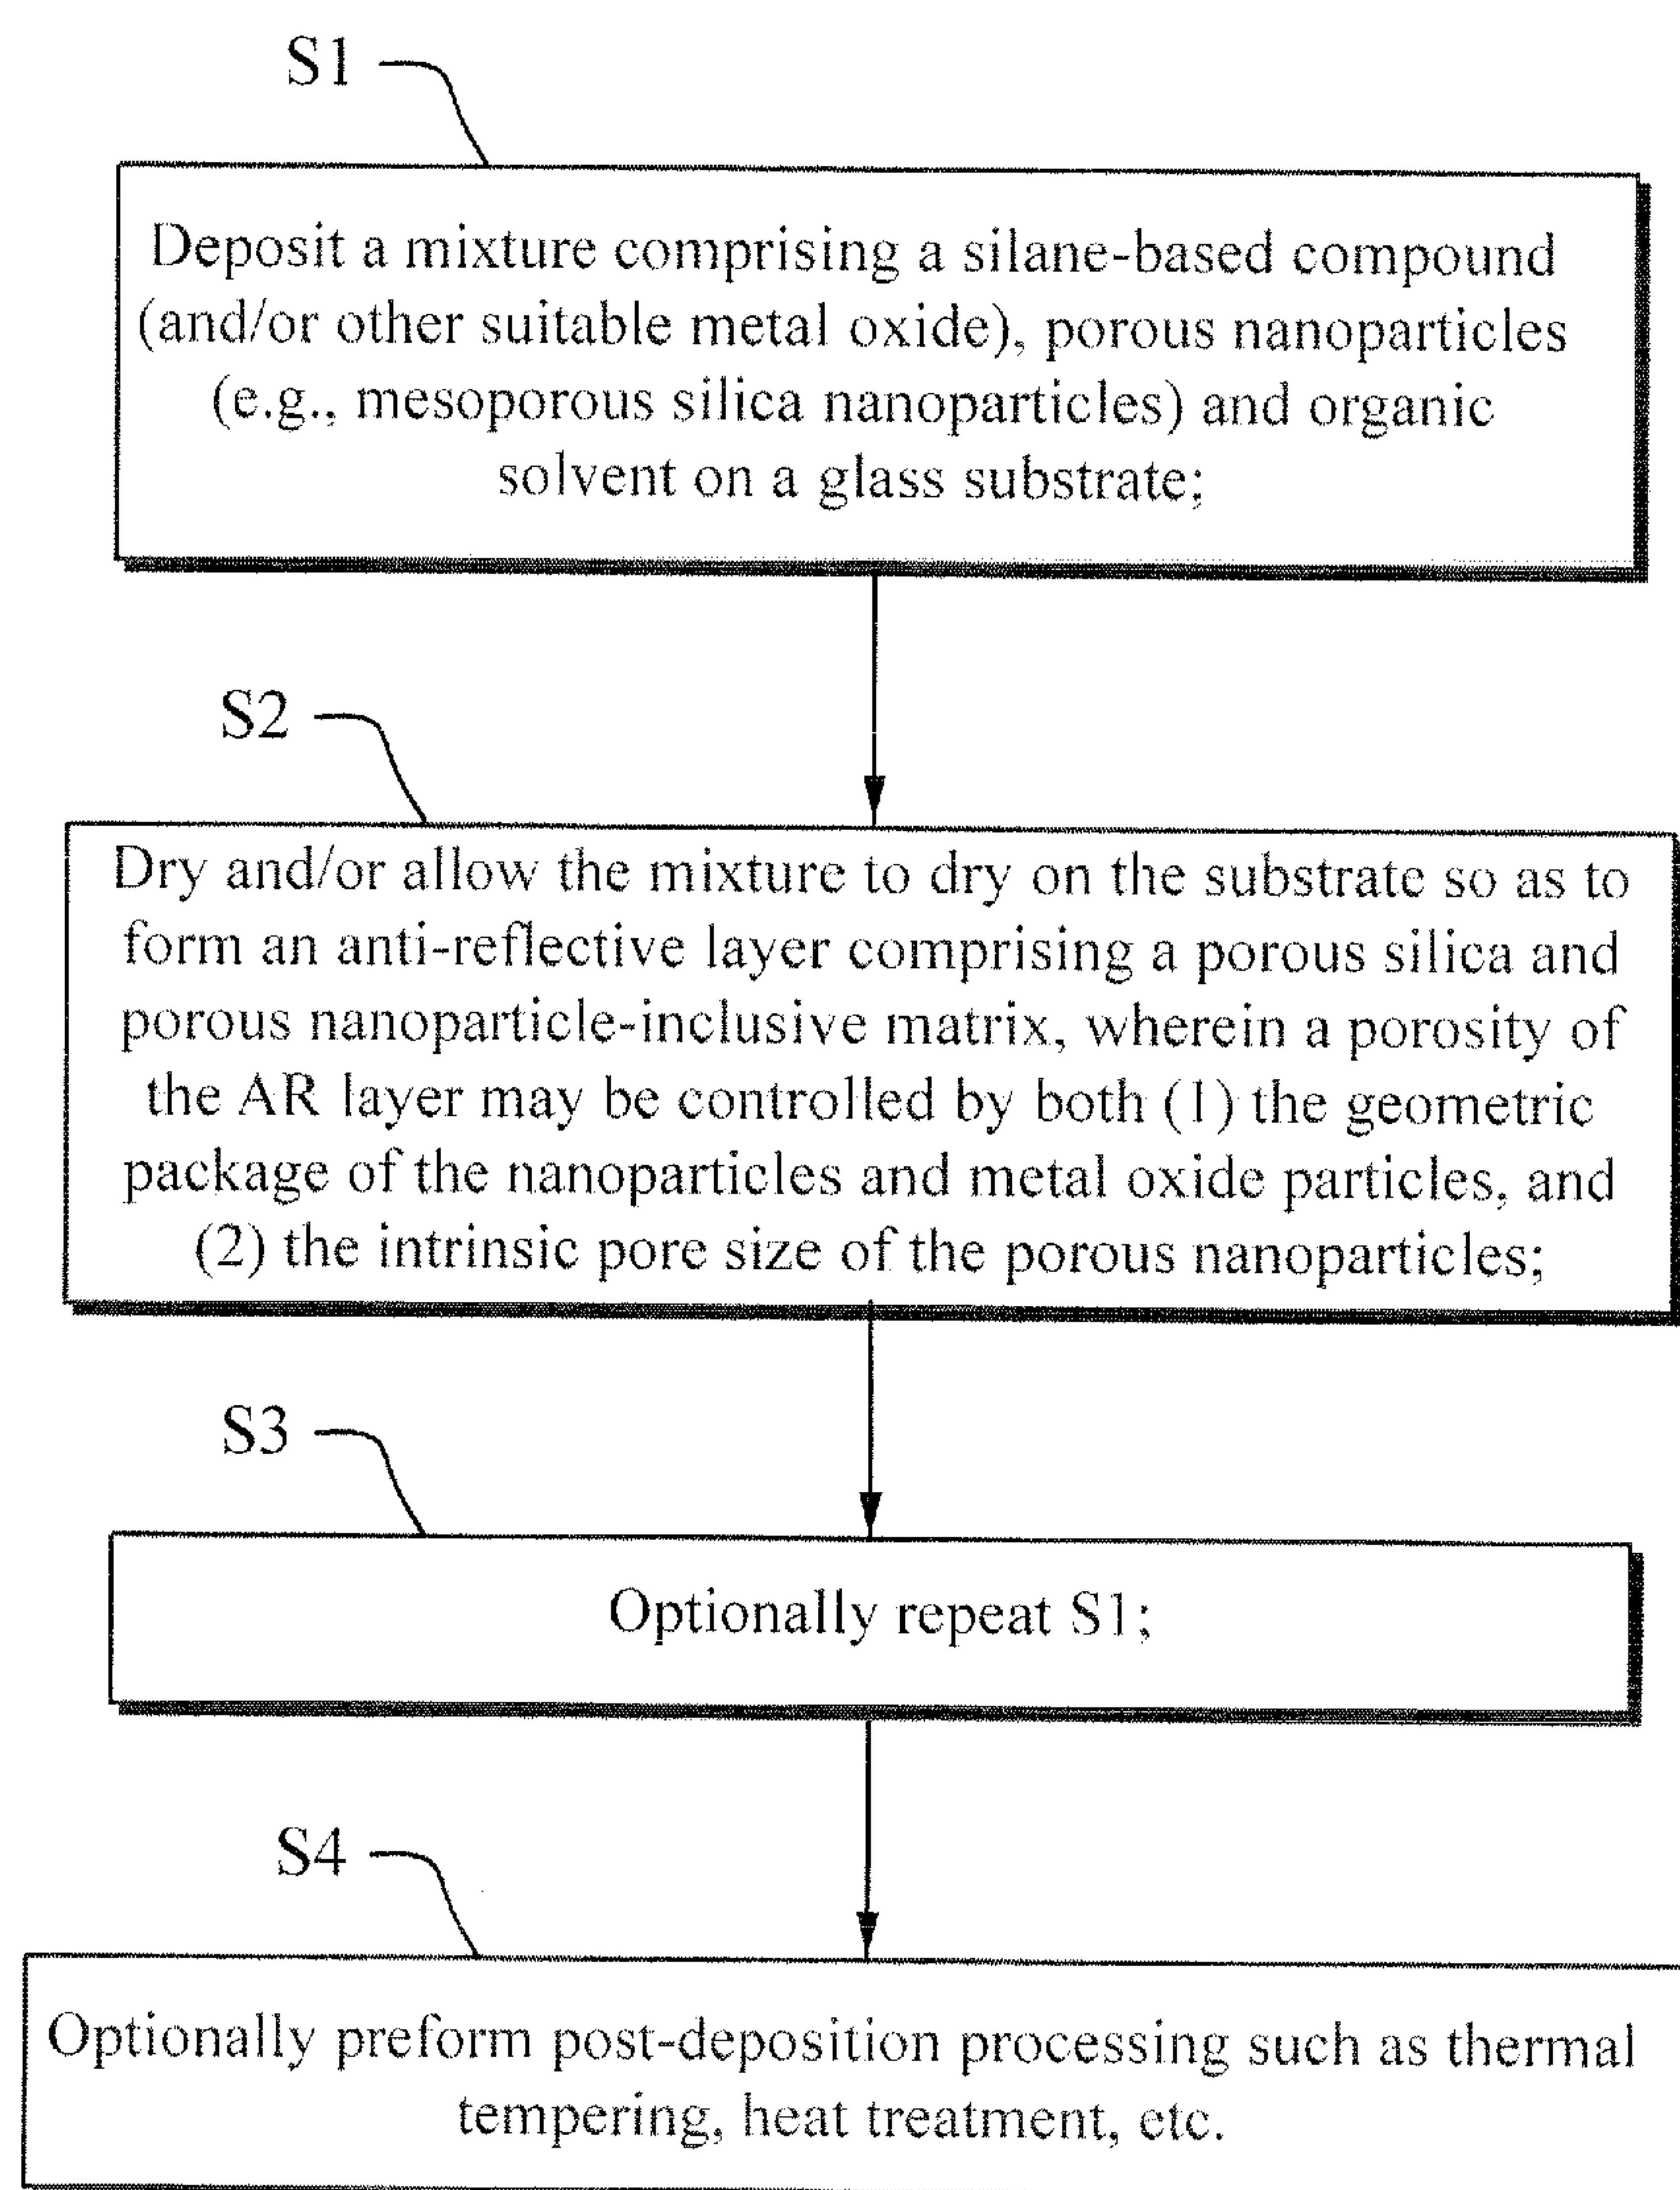 S1
Deposit a mixture comprising a silane-based compound
(and/or other suitable metal oxide), porous nanoparticles
(e.g., mesoporous silica nanoparticles) and organic
solvent on a glass substrate;
S2
Dry and/or allow the mixture to dry on the substrate so as to
form an anti-reflective layer comprising a porous silica and
porous nanoparticle-inclusive matrix, wherein a porosity of
the AR layer may be controlled by both (1) the geometric
package of the nanoparticles and metal oxide particles, and
(2) the intrinsic pore size of the porous nanoparticles;
S3
Optionally repeat S1;
S4
Optionally preform post-deposition processing such as thermal
tempering, heat treatment, etc.